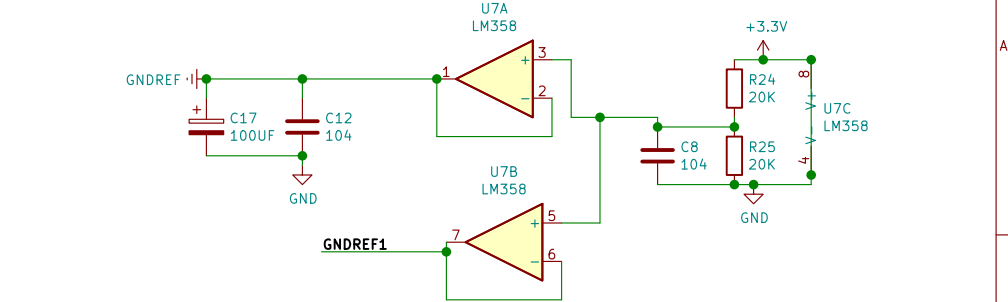 U7A
LM358
+3.3V
A
1
+
3
-
2
GNDREF
R24
20K
8
V+
U7C
LM358
V-
4
+
C17
100UF
C12
104
C8
104
R25
20K
GND
U7B
LM358
GND
GNDREF1
7
+
5
-
6